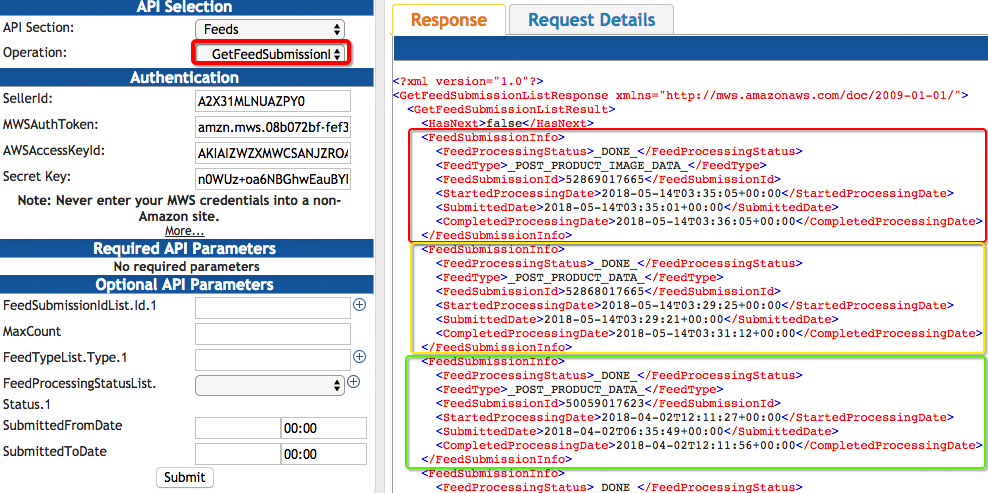 API Selection
API Section:
Feeds
Operation:
GetFeedSubmissionI
Authentication
SellerId:
A2X31MLNUAZPY0
MWSAuthToken:
amzn.mws.08b072bf-fef3
AWSAccessKeyId:
AKIAIZWZXMWCSANJZROA
Secret Key:
n0WUz+oa6NBGhwEauBYI
Note: Never enter your MWS credentials into a non-
Amazon site.
More...
Required API Parameters
No required parameters
Optional API Parameters
FeedSubmissionIdList.Id.1
MaxCount
FeedTypeList.Type.1
FeedProcessingStatusList.
Status.1
SubmittedFromDate
00:00
SubmittedToDate
00:00
Submit
Response
Request Details
<?xml version="1.0"?>
<GetFeedSubmissionListResponse xmlns="http://mws.amazonaws.com/doc/2009-01-01/">
<GetFeedSubmissionListResult>
<HasNext>false</HasNext>
<FeedSubmissionInfo>
<FeedProcessingStatus>_DONE_</FeedProcessingStatus>
<FeedType>_POST_PRODUCT_IMAGE_DATA_</FeedType>
<FeedSubmissionId>52869017665</FeedSubmissionId>
<StartedProcessingDate>2018-05-14T03:35:05+00:00</StartedProcessingDate>
<SubmittedDate>2018-05-14T03:35:01+00:00</SubmittedDate>
<CompletedProcessingDate>2018-05-14T03:36:05+00:00</CompletedProcessingDate>
</FeedSubmissionInfo>
<FeedSubmissionInfo>
<FeedProcessingStatus>_DONE_</FeedProcessingStatus>
<FeedType>_POST_PRODUCT_DATA_</FeedType>
<FeedSubmissionId>52868017665</FeedSubmissionId>
<StartedProcessingDate>2018-05-14T03:29:25+00:00</StartedProcessingDate>
<SubmittedDate>2018-05-14T03:29:21+00:00</SubmittedDate>
<CompletedProcessingDate>2018-05-14T03:31:12+00:00</CompletedProcessingDate>
</FeedSubmissionInfo>
<FeedSubmissionInfo>
<FeedProcessingStatus>_DONE_</FeedProcessingStatus>
<FeedType>_POST_PRODUCT_DATA_</FeedType>
<FeedSubmissionId>50059017623</FeedSubmissionId>
<StartedProcessingDate>2018-04-02T12:11:27+00:00</StartedProcessingDate>
<SubmittedDate>2018-04-02T06:35:49+00:00</SubmittedDate>
<CompletedProcessingDate>2018-04-02T12:11:56+00:00</CompletedProcessingDate>
</FeedSubmissionInfo>
<FeedSubmissionInfo>
<FeedProcessingStatus>_DONE_</FeedProcessingStatus>